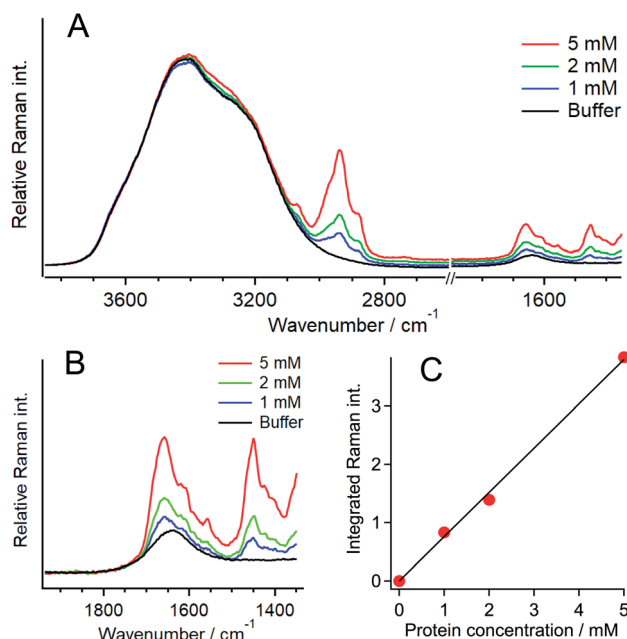 A
Relative Raman int.
5 mM
2 mM
1 mM
Buffer
3600 3200 2800 1600
Wavenumber / cm-1
B
Relative Raman int.
5 mM
2 mM
1 mM
Buffer
1800 1600 1400
Wavenumber / cm-1
C
Integrated Raman int.
3
2
1
0
0 1 2 3 4 5
Protein concentration / mM